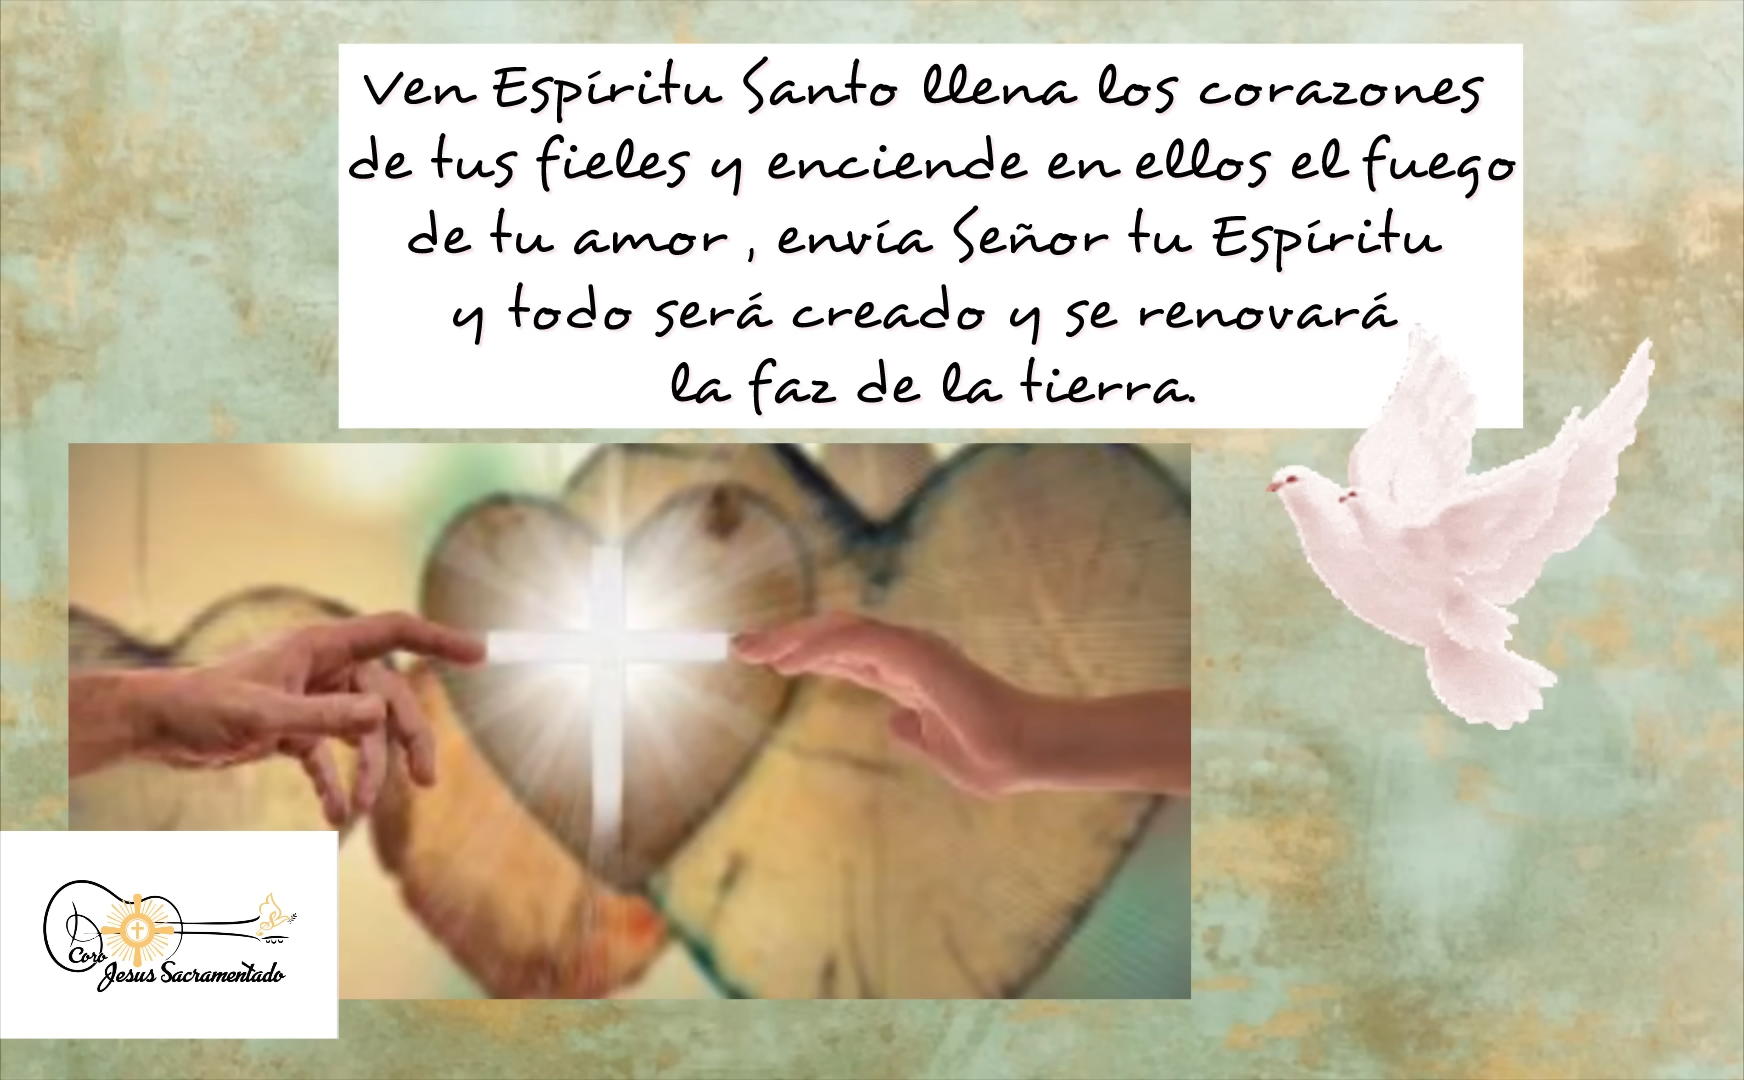 Ven Espíritu Santo llena los corazones
de tus fieles y enciende en ellos el fuego
de tu amor , envía Señor tu Espíritu
y todo será creado y se renovará
la faz de la tierra.
Coro
Jesus Sacramentado